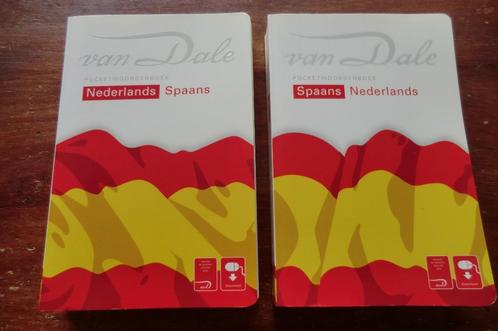 van Dale
POCKETWOORDENBOEK
Nederlands Spaans
van Dale
POCKETWOORDENBOEK
Spaans Nederlands